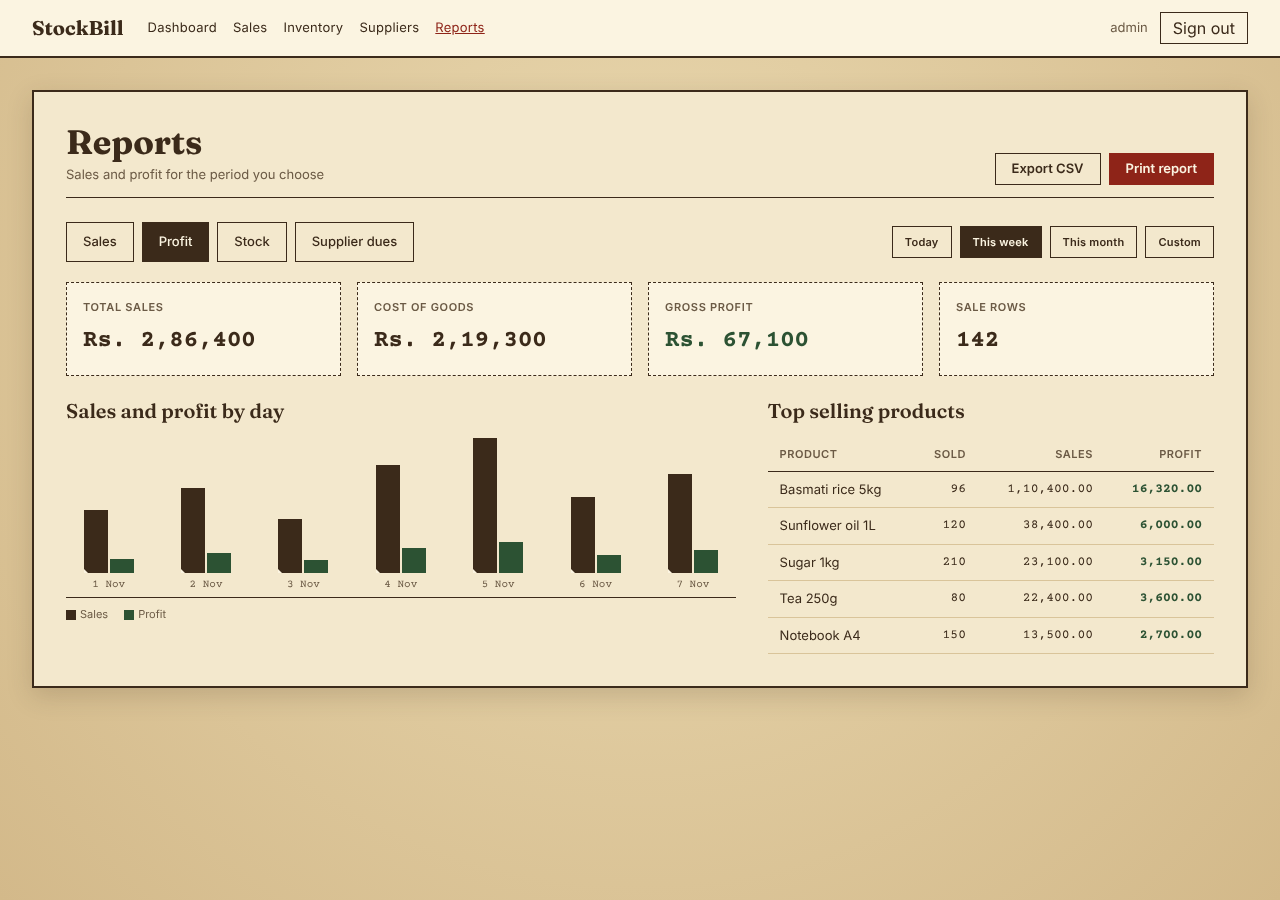 StockBill Dashboard Sales Inventory Suppliers Reports admin Sign out
Reports
Sales and profit for the period you choose
Export CSV Print report
Sales Profit Stock Supplier dues Today This week This month Custom
TOTAL SALES COST OF GOODS GROSS PROFIT SALE ROWS
Rs. 2,86,400 Rs. 2,19,300 Rs. 67,100 142
Sales and profit by day
1 Nov 2 Nov 3 Nov 4 Nov 5 Nov 6 Nov 7 Nov
Sales Profit
Top selling products
PRODUCT SOLD SALES PROFIT
Basmati rice 5kg 96 1,10,400.00 16,320.00
Sunflower oil 1L 120 38,400.00 6,000.00
Sugar 1kg 210 23,100.00 3,150.00
Tea 250g 80 22,400.00 3,600.00
Notebook A4 150 13,500.00 2,700.00